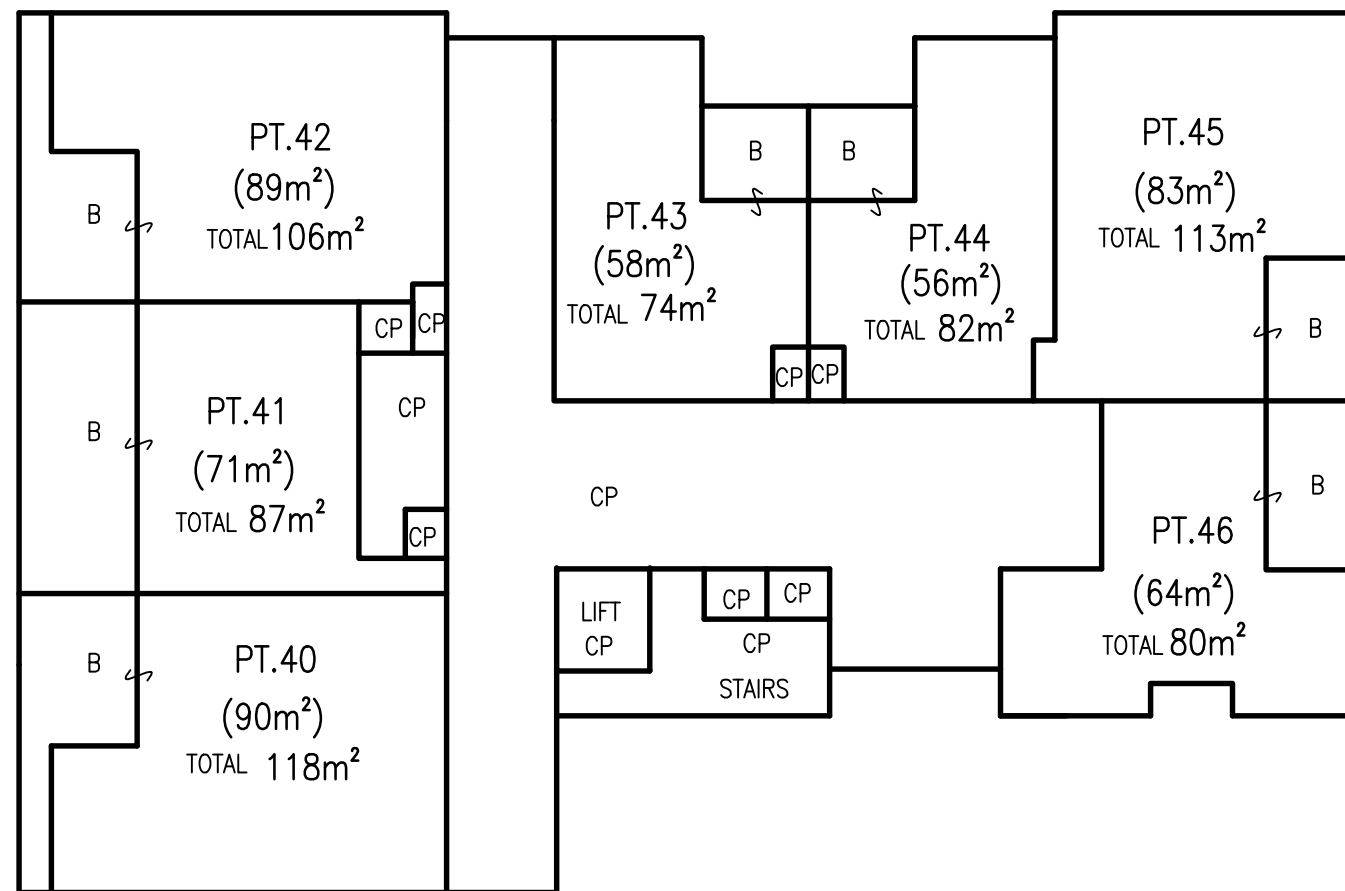 PT.42
(89m²)
TOTAL 106m²
B
PT.43
(58m²)
TOTAL 74m²
B
B
PT.44
(56m²)
TOTAL 82m²
PT.45
(83m²)
TOTAL 113m²
B
CP
CP
CP
CP
CP
PT.41
(71m²)
TOTAL 87m²
B
CP
CP
B
PT.46
(64m²)
TOTAL 80m²
LIFT
CP
CP
CP
CP
STAIRS
B
PT.40
(90m²)
TOTAL 118m²